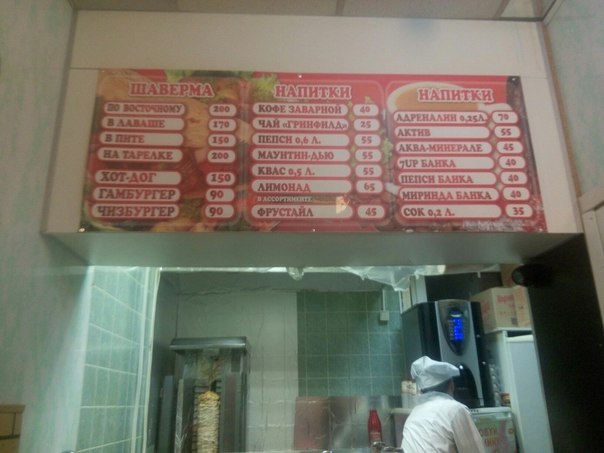 ШАВЕРМА
ПО ВОСТОЧНОМУ 200
В ЛАВАШЕ 170
В ПИТЕ 150
НА ТАРЕЛКЕ 200
ХОТ-ДОГ 150
ГАМБУРГЕР 90
ЧИЗБУРГЕР 90
НАПИТКИ
КОФЕ ЗАВАРНОЙ 40
ЧАЙ «ГРИНФИЛД» 25
ПЕПСИ 0,6 Л. 55
МАУНТИН-ДЬЮ 55
КВАС 0,5 Л. 55
ЛИМОНАД 65
В АССОРТИМЕНТЕ
ФРУСТАЙЛ 45
НАПИТКИ
АДРЕНАЛИН 0,25Л. 70
АКТИВ 55
АКВА-МИНЕРАЛЕ 45
7UP БАНКА 40
ПЕПСИ БАНКА 40
МИРИНДА БАНКА 40
СОК 0,2 Л. 35